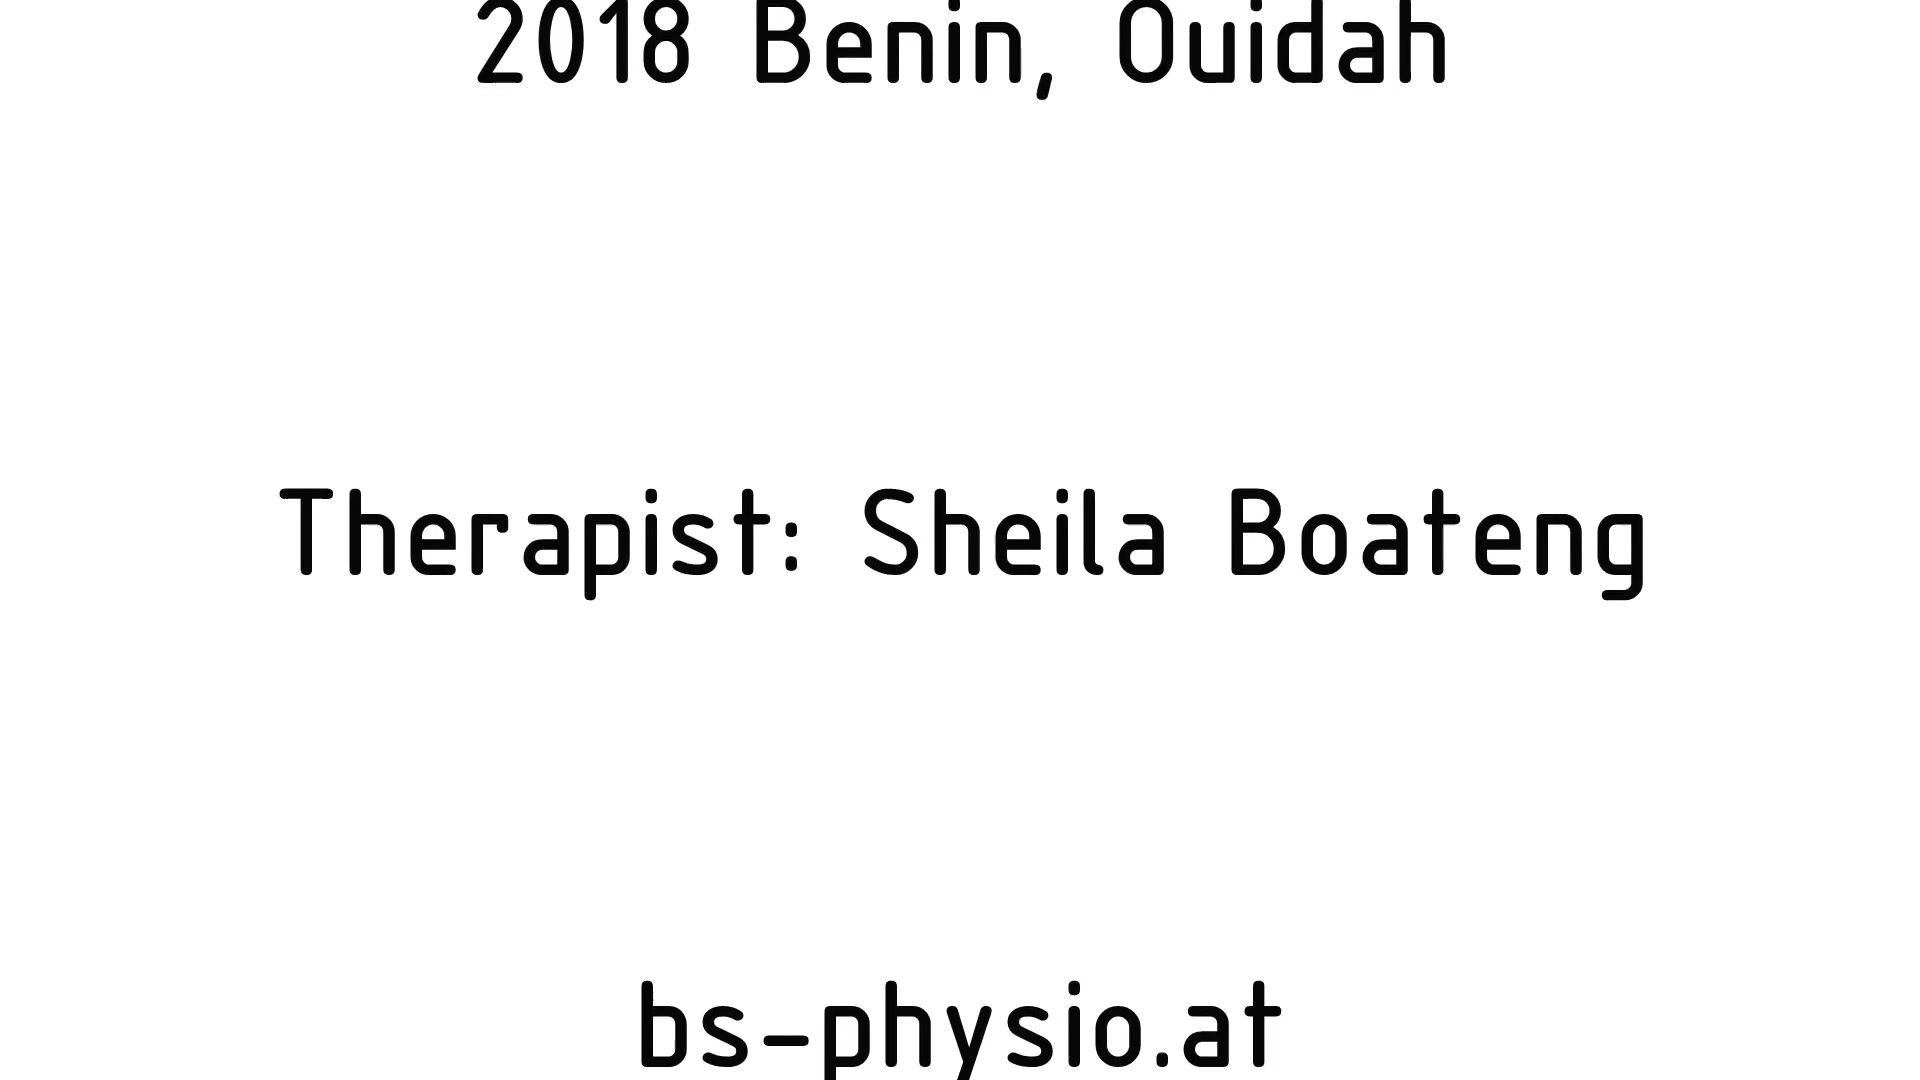 2018 Benin, Ouidah
Therapist: Sheila Boateng
bs-physio.at